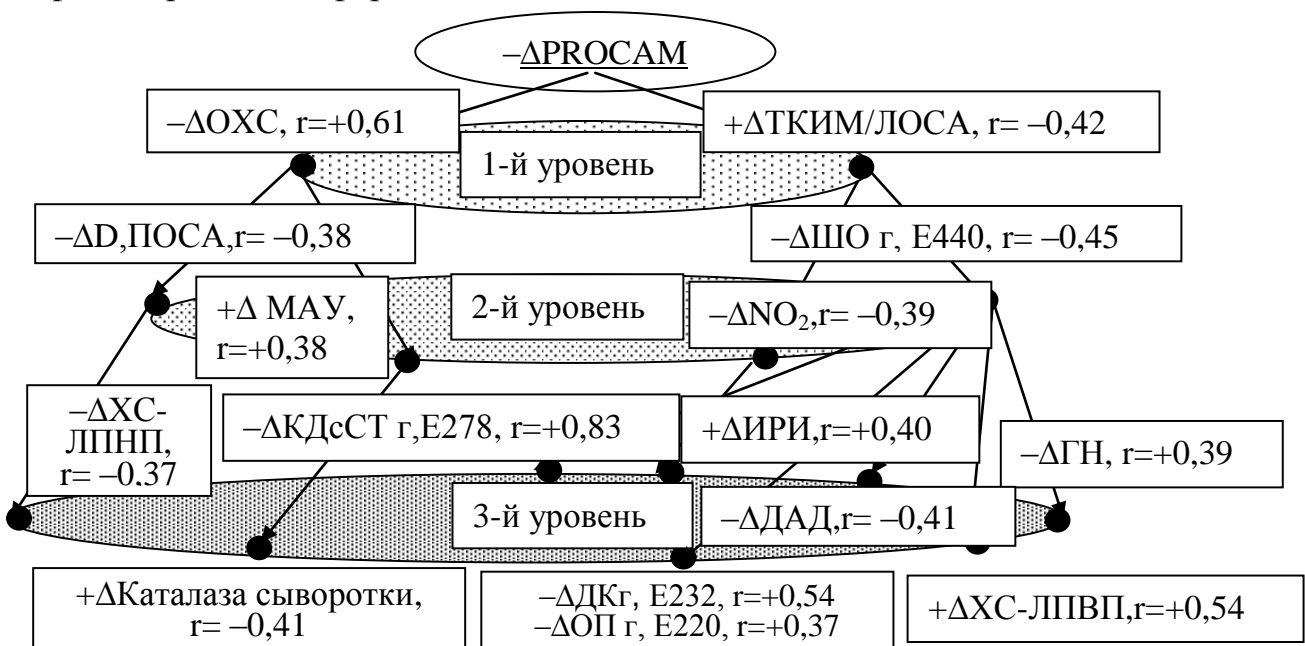 –ΔPROCAM
–ΔОХС, r=+0,61
+ΔТКИМ/ЛОСА, r= –0,42
1-й уровень
–ΔD,ПОСА,r= –0,38
–ΔШО г, Е440, r= –0,45
+Δ МАУ,
r=+0,38
2-й уровень
–ΔNO₂,r= –0,39
–ΔХС-
ЛПНП,
r= –0,37
–ΔКДсСТ г,Е278, r=+0,83
+ΔИРИ,r=+0,40
–ΔГН, r=+0,39
3-й уровень
–ΔДАД,r= –0,41
+ΔКаталаза сыворотки,
r= –0,41
–ΔДКг, Е232, r=+0,54
–ΔОП г, Е220, r=+0,37
+ΔХС-ЛПВП,r=+0,54